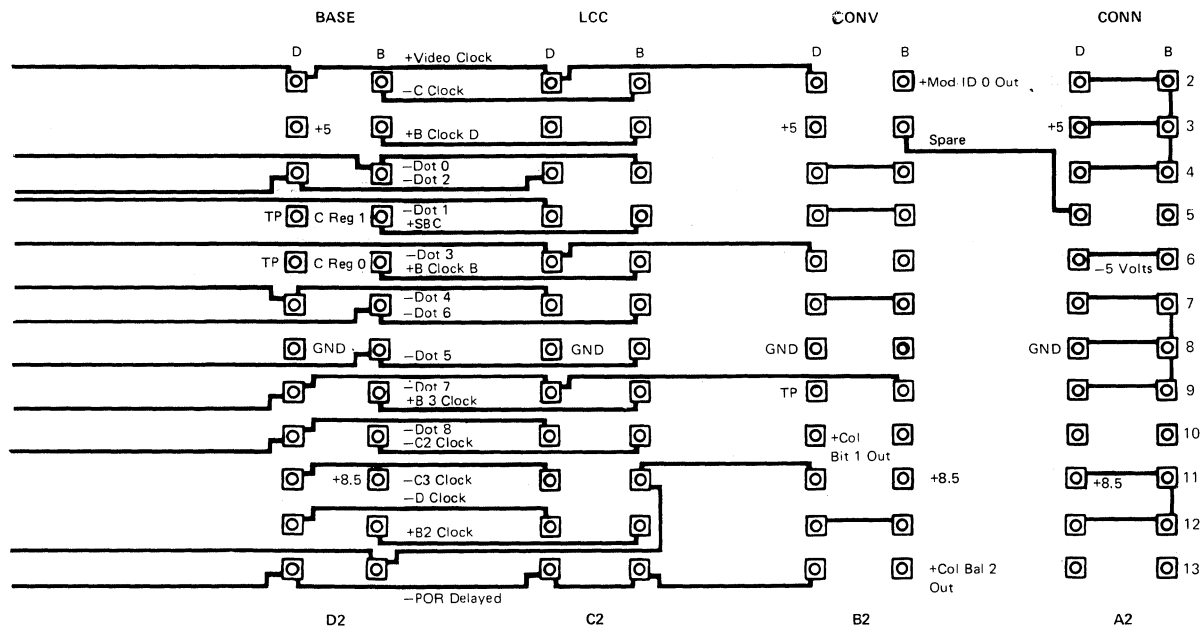 BASE LCC CONV CONN
D B D B D B D B
+Video Clock
−C Clock
+Mod ID 0 Out
2
+5 +B Clock D +5 +5 3
Spare
−Dot 0
−Dot 2
4
TP C Reg 1 −Dot 1
+SBC
5
−Dot 3
TP C Reg 0 +B Clock B
−5 Volts
6
−Dot 4
−Dot 6
7
GND −Dot 5 GND GND GND 8
−Dot 7
+B 3 Clock
TP
9
−Dot 8
−C2 Clock
+Col
Bit 1 Out
10
+8.5 −C3 Clock +8.5 +8.5 11
−D Clock
+B2 Clock
12
+Col Bal 2
Out
13
−POR Delayed
D2 C2 B2 A2